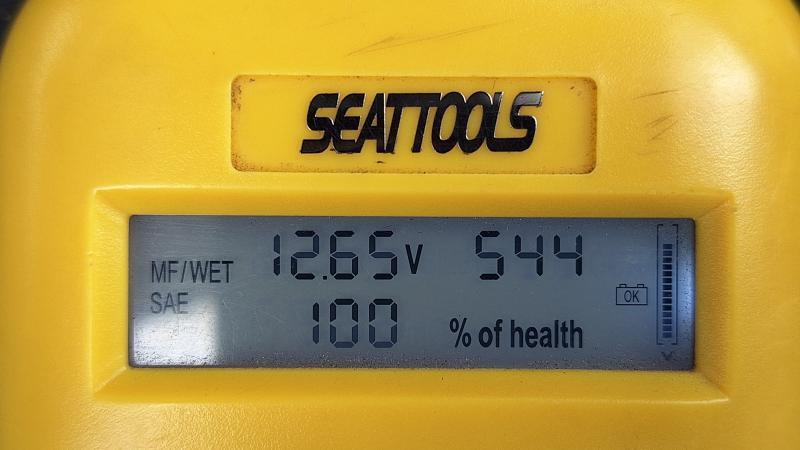 SEATTOOLS
MF/WET 12.65V 544
SAE
OK
100 % of health